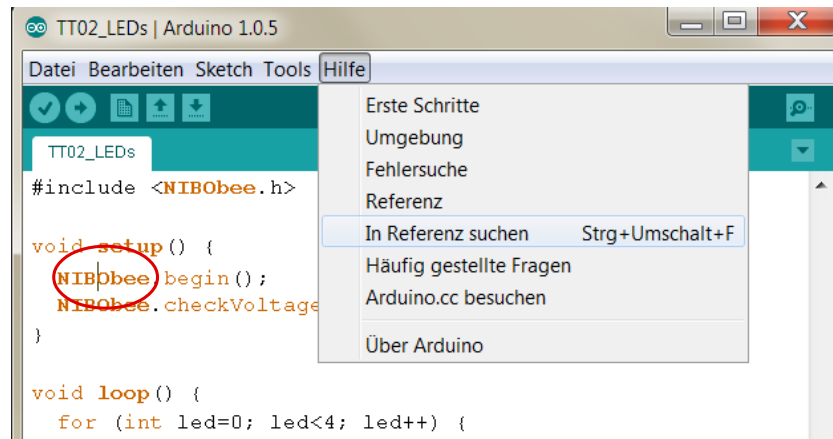 TT02_LEDs | Arduino 1.0.5
Datei Bearbeiten Sketch Tools Hilfe
Erste Schritte
Umgebung
Fehlersuche
Referenz
In Referenz suchen Strg+Umschalt+F
Häufig gestellte Fragen
Arduino.cc besuchen
Über Arduino
TT02_LEDs
#include <NIBObee.h>
void setup() {
NIBObee.begin();
NIBObee.checkVoltage
}
void loop() {
for (int led=0; led<4; led++) {